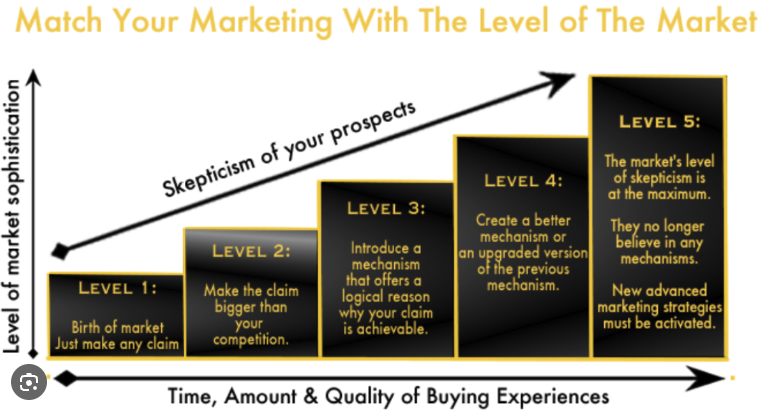 Match Your Marketing With The Level of The Market
Level of market sophistication
Skepticism of your prospects
LEVEL 1:
Birth of market
Just make any claim
LEVEL 2:
Make the claim
bigger than
your
competition.
LEVEL 3:
Introduce a
mechanism
that offers a
logical reason
why your claim
is achievable.
LEVEL 4:
Create a better
mechanism or
an upgraded version
of the previous
mechanism.
LEVEL 5:
The market's level
of skepticism is
at the maximum.
They no longer
believe in any
mechanisms.
New advanced
marketing strategies
must be activated.
Time, Amount & Quality of Buying Experiences